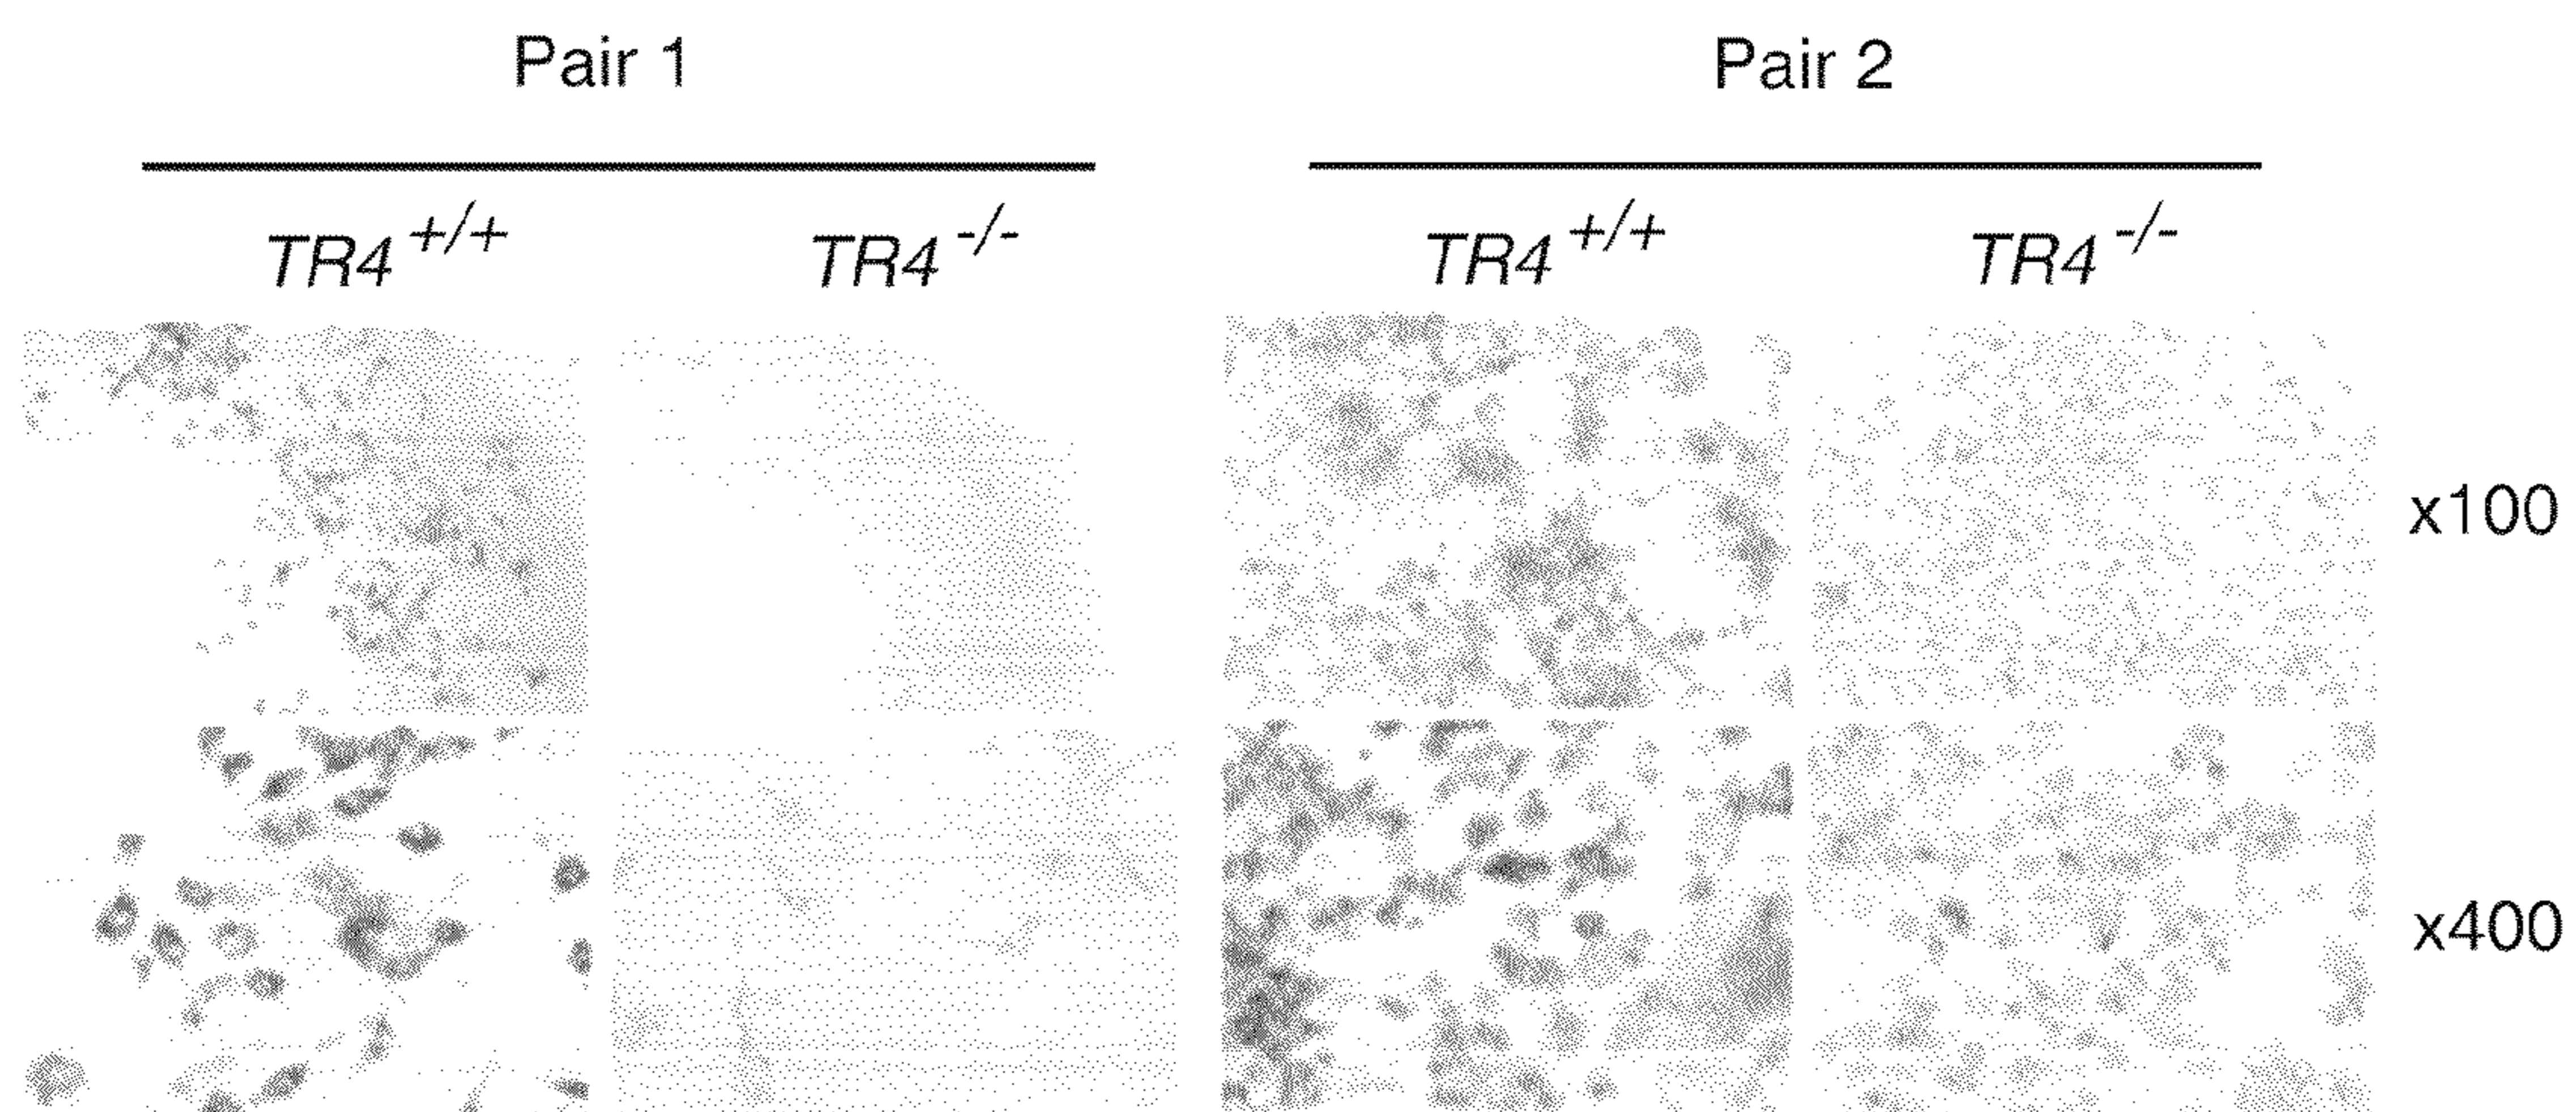 Pair 1 Pair 2
TR4 +/+ TR4 -/- TR4 +/+ TR4 -/-
x100
x400